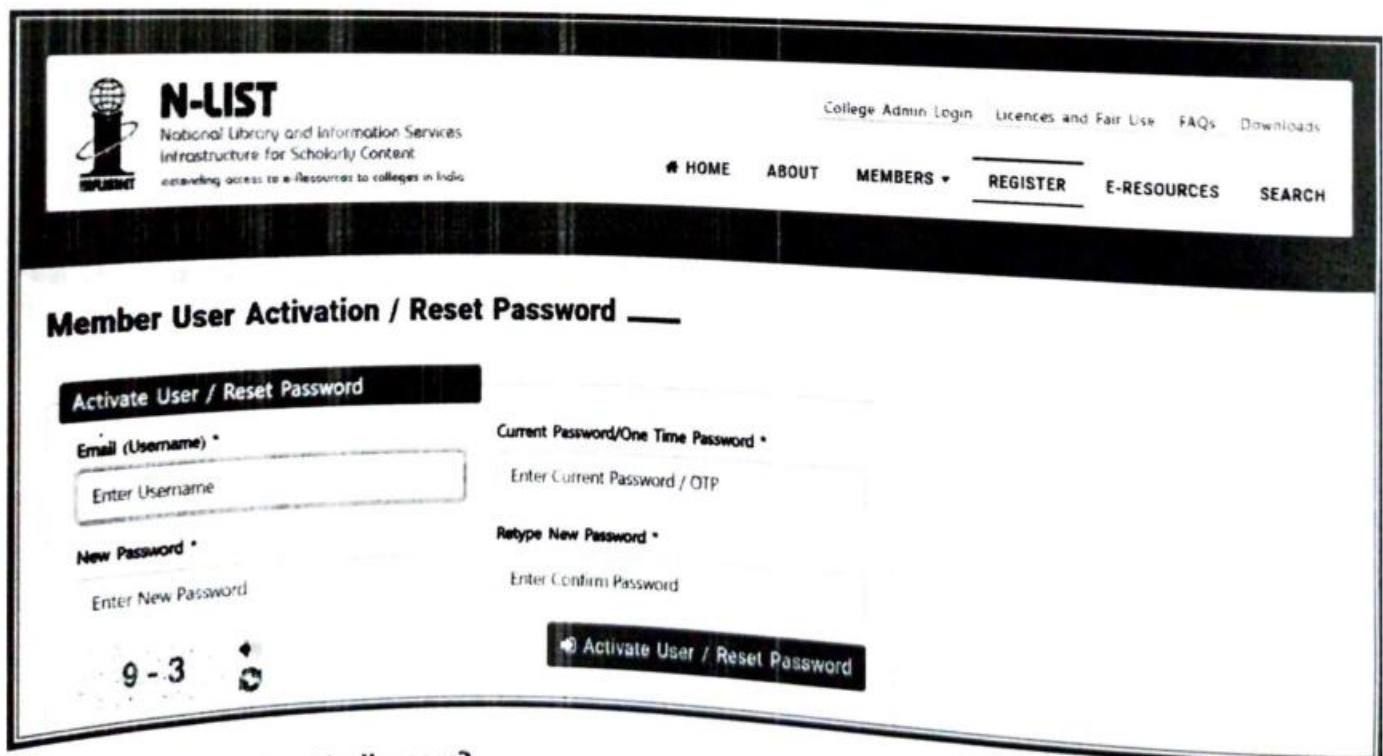 N-LIST
National Library and Information Services
Infrastructure for Scholarly Content
extending access to e-Resources to colleges in India
College Admin Login Licences and Fair Use FAQs Downloads
HOME ABOUT MEMBERS REGISTER E-RESOURCES SEARCH
Member User Activation / Reset Password
Activate User / Reset Password
Email (Username) *
Current Password/One Time Password *
Enter Username
Enter Current Password / OTP
New Password *
Retype New Password *
Enter New Password
Enter Confirm Password
9 - 3
Activate User / Reset Password